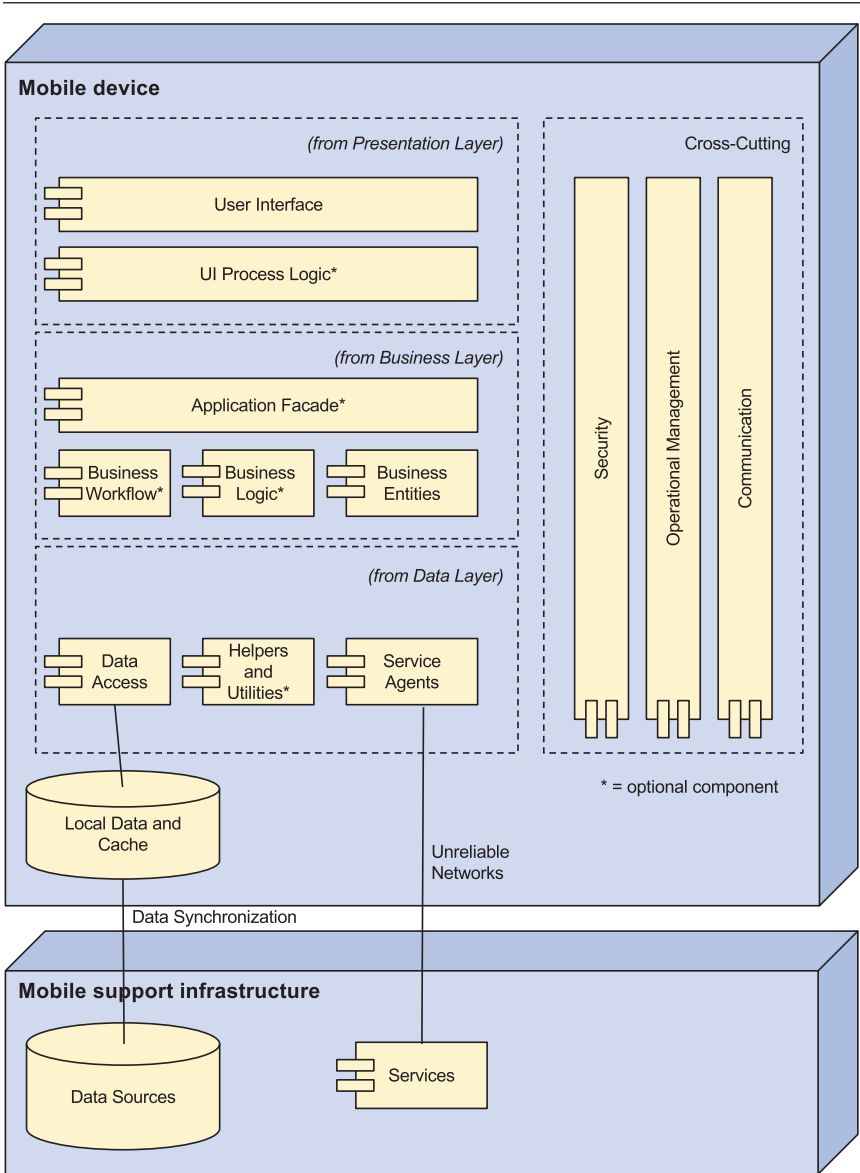 Mobile device
(from Presentation Layer)
User Interface
UI Process Logic*
(from Business Layer)
Application Facade*
Business
Workflow*
Business
Logic*
Business
Entities
(from Data Layer)
Data
Access
Helpers
and
Utilities*
Service
Agents
Cross-Cutting
Security
Operational Management
Communication
* = optional component
Local Data and
Cache
Unreliable
Networks
Data Synchronization
Mobile support infrastructure
Data Sources
Services